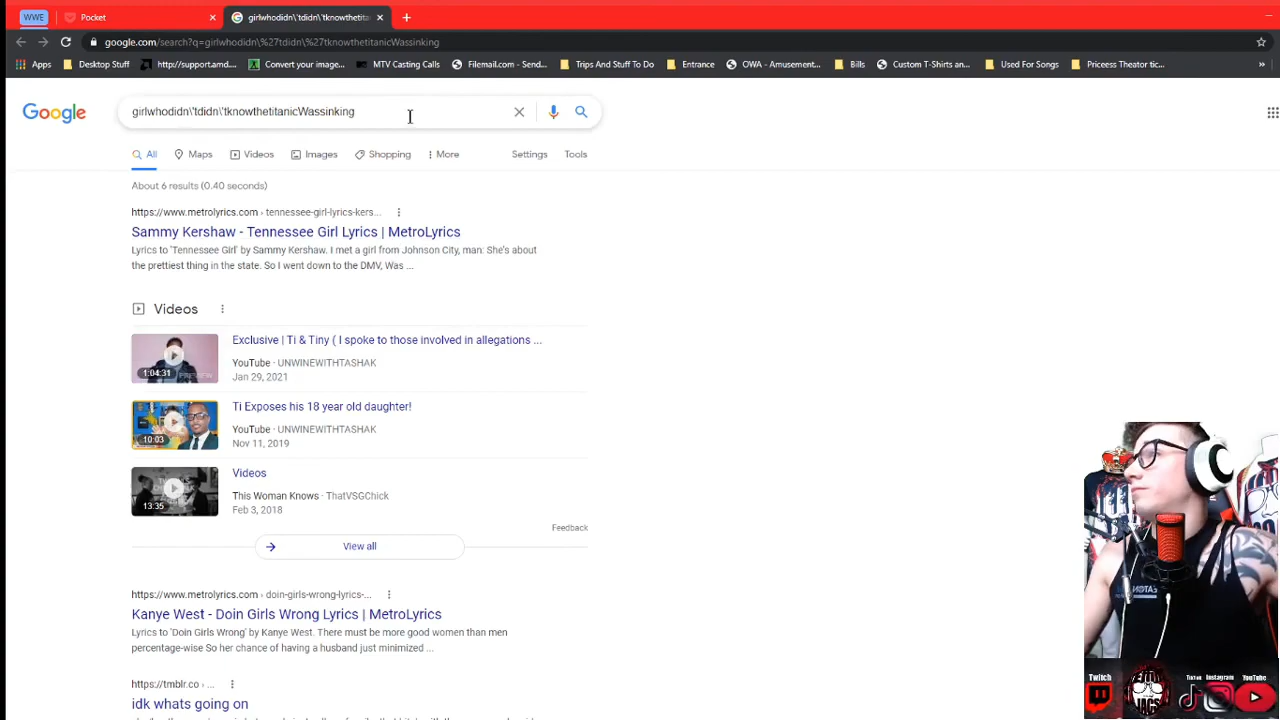 WWE
Pocket
girlwhodidn\'tdidn\'tknowthetita
google.com/search?q=girlwhodidn\%27tdidn\%27tknowthetitanicWassinking
Apps
Desktop Stuff
http://support.amd....
Convert your image...
MTV Casting Calls
Filemail.com - Send...
Trips And Stuff To Do
Entrance
OWA - Amusement...
Bills
Custom T-Shirts an...
Used For Songs
Priceess Theator tic...
»
Google
girlwhodidn\'tdidn\'tknowthetitanicWassinking
All
Maps
Videos
Images
Shopping
More
Settings
Tools
About 6 results (0.40 seconds)
https://www.metrolyrics.com › tennessee-girl-lyrics-kers...
Sammy Kershaw - Tennessee Girl Lyrics | MetroLyrics
Lyrics to 'Tennessee Girl' by Sammy Kershaw. I met a girl from Johnson City, man: She's about
the prettiest thing in the state. So I went down to the DMV, Was ...
Videos
Exclusive | Ti & Tiny ( I spoke to those involved in allegations ...
YouTube · UNWINEWITHTASHAK
Jan 29, 2021
1:04:31
PREVIEW
Ti Exposes his 18 year old daughter!
YouTube · UNWINEWITHTASHAK
Nov 11, 2019
10:03
Videos
This Woman Knows · ThatVSGChick
Feb 3, 2018
13:35
Feedback
View all
https://www.metrolyrics.com › doin-girls-wrong-lyrics-...
Kanye West - Doin Girls Wrong Lyrics | MetroLyrics
Lyrics to 'Doin Girls Wrong' by Kanye West. There must be more good women than men
percentage-wise So her chance of having a husband just minimized ...
https://tmblr.co › ...
idk whats going on
Twitch
Instagram
YouTube